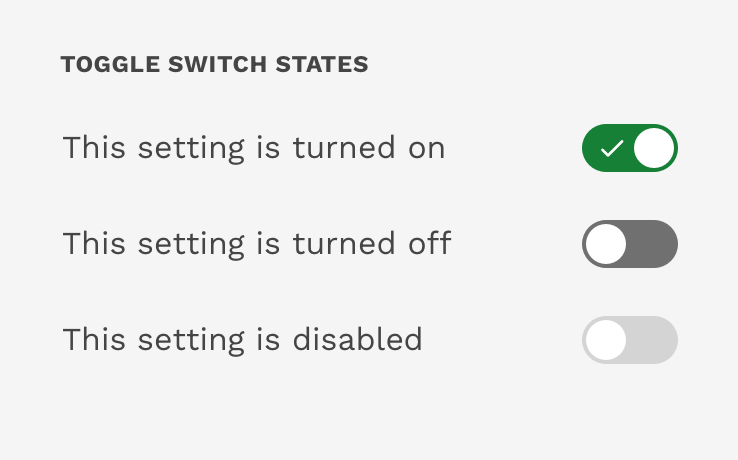 TOGGLE SWITCH STATES
This setting is turned on
This setting is turned off
This setting is disabled